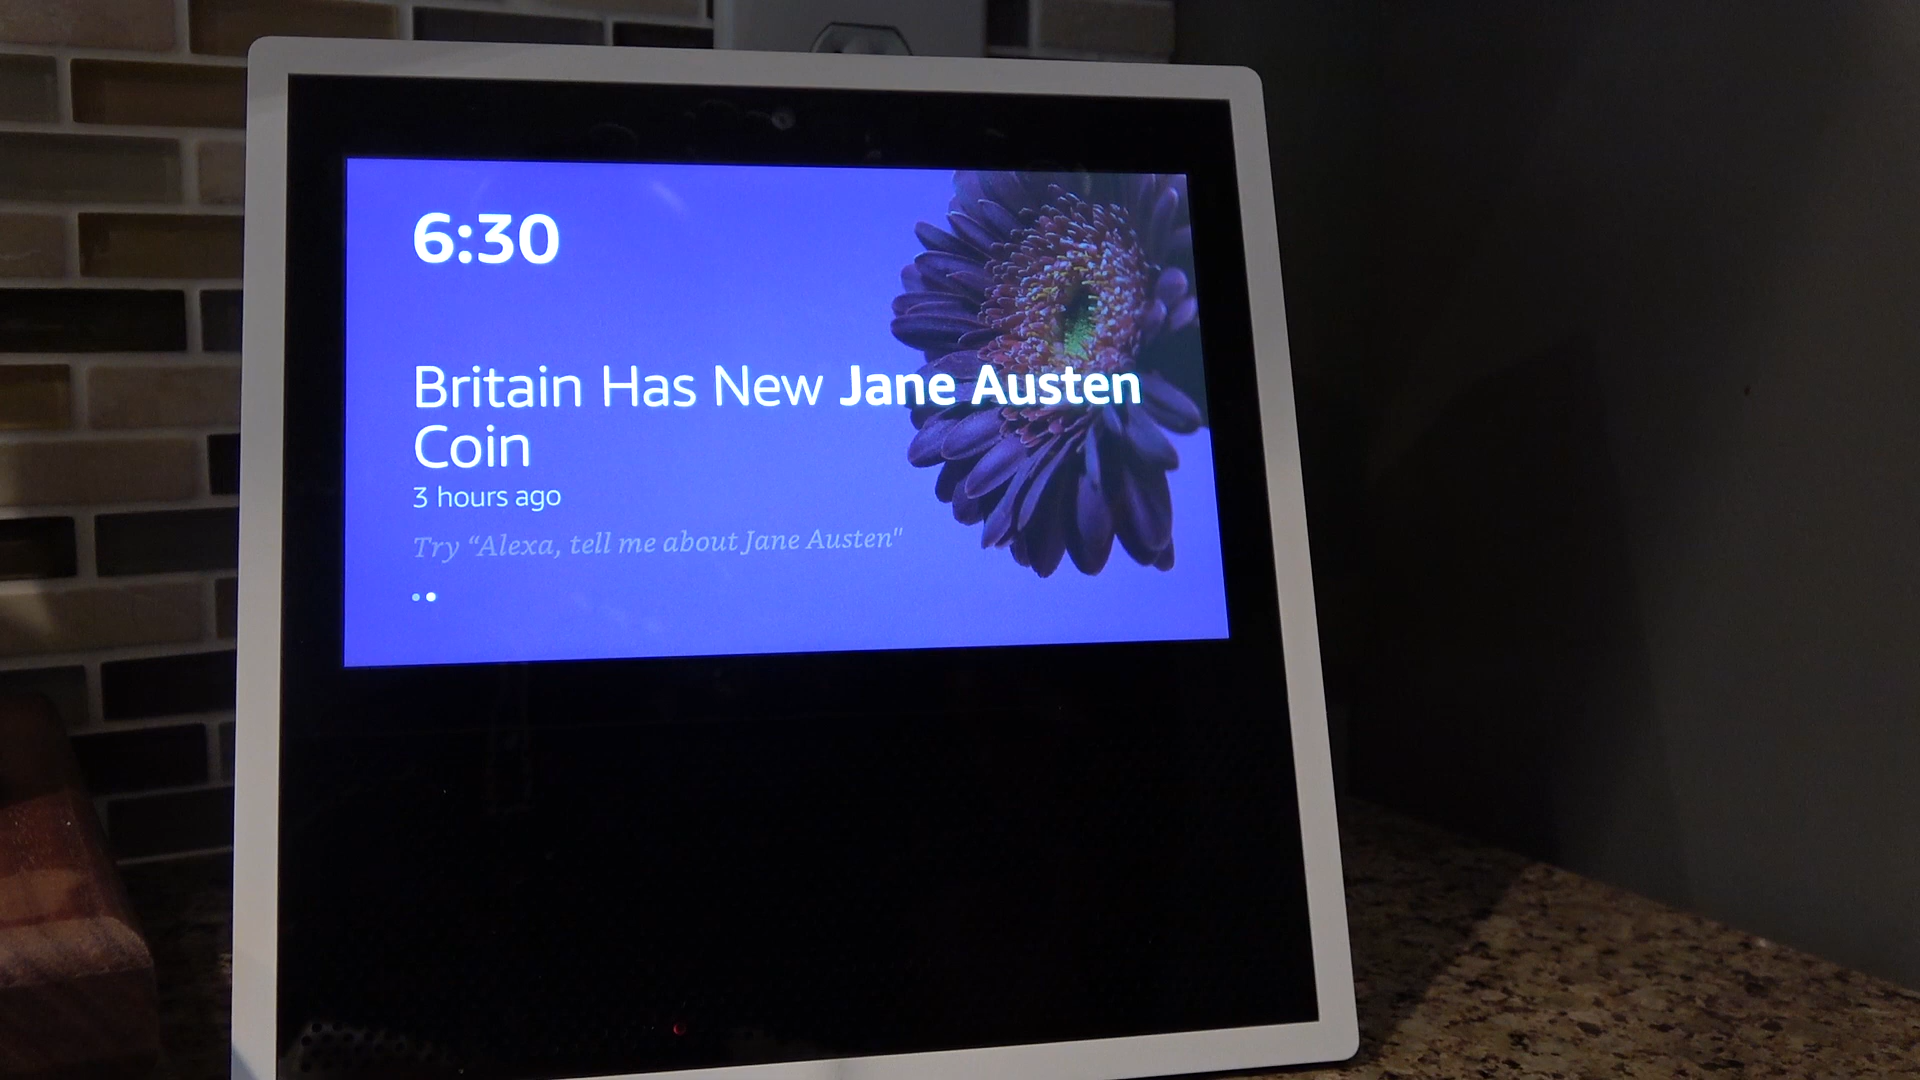 6:30
Britain Has New Jane Austen
Coin
3 hours ago
Try “Alexa, tell me about Jane Austen"